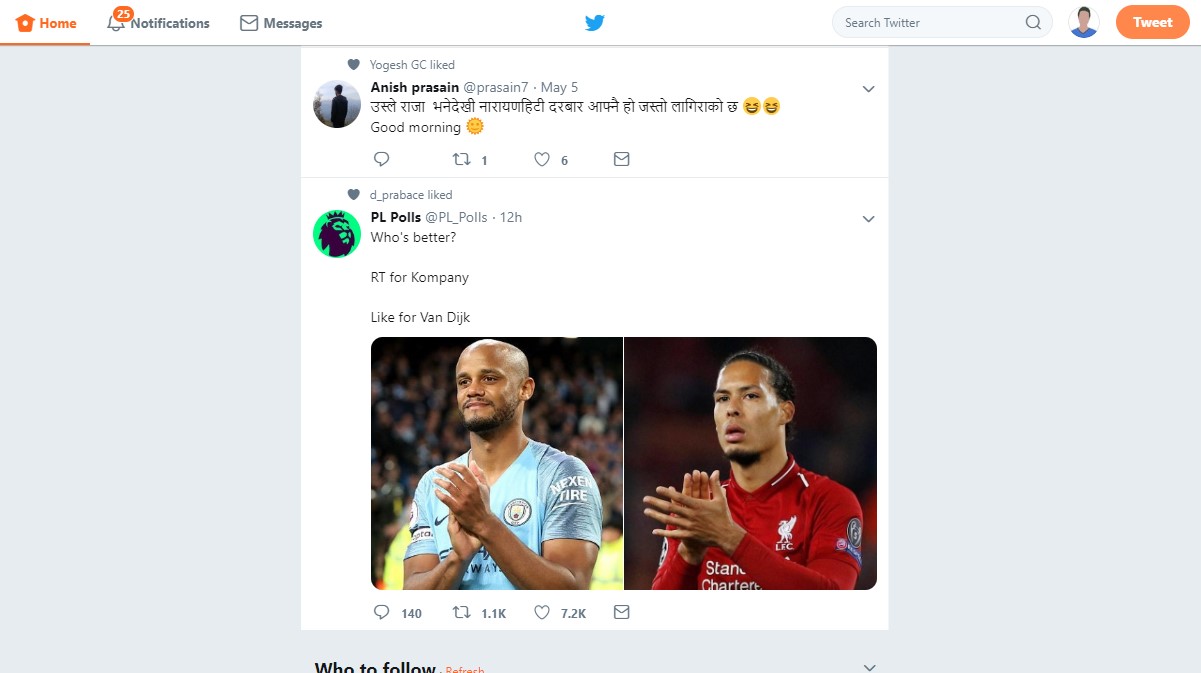 Home
25
Notifications
Messages
Search Twitter
Tweet
Yogesh GC liked
Anish prasain @prasain7 · May 5
उस्ले राजा भनेदेखी नारायणहिटी दरबार आफ्नै हो जस्तो लागिराको छ 😆😆
Good morning 🌞
1
6
d_prabace liked
PL Polls @PL_Polls · 12h
Who's better?
RT for Kompany
Like for Van Dijk
NEXEN
TIRE
L.F.C.
Stand
Charter
140
1.1K
7.2K
Who to follow · Refresh